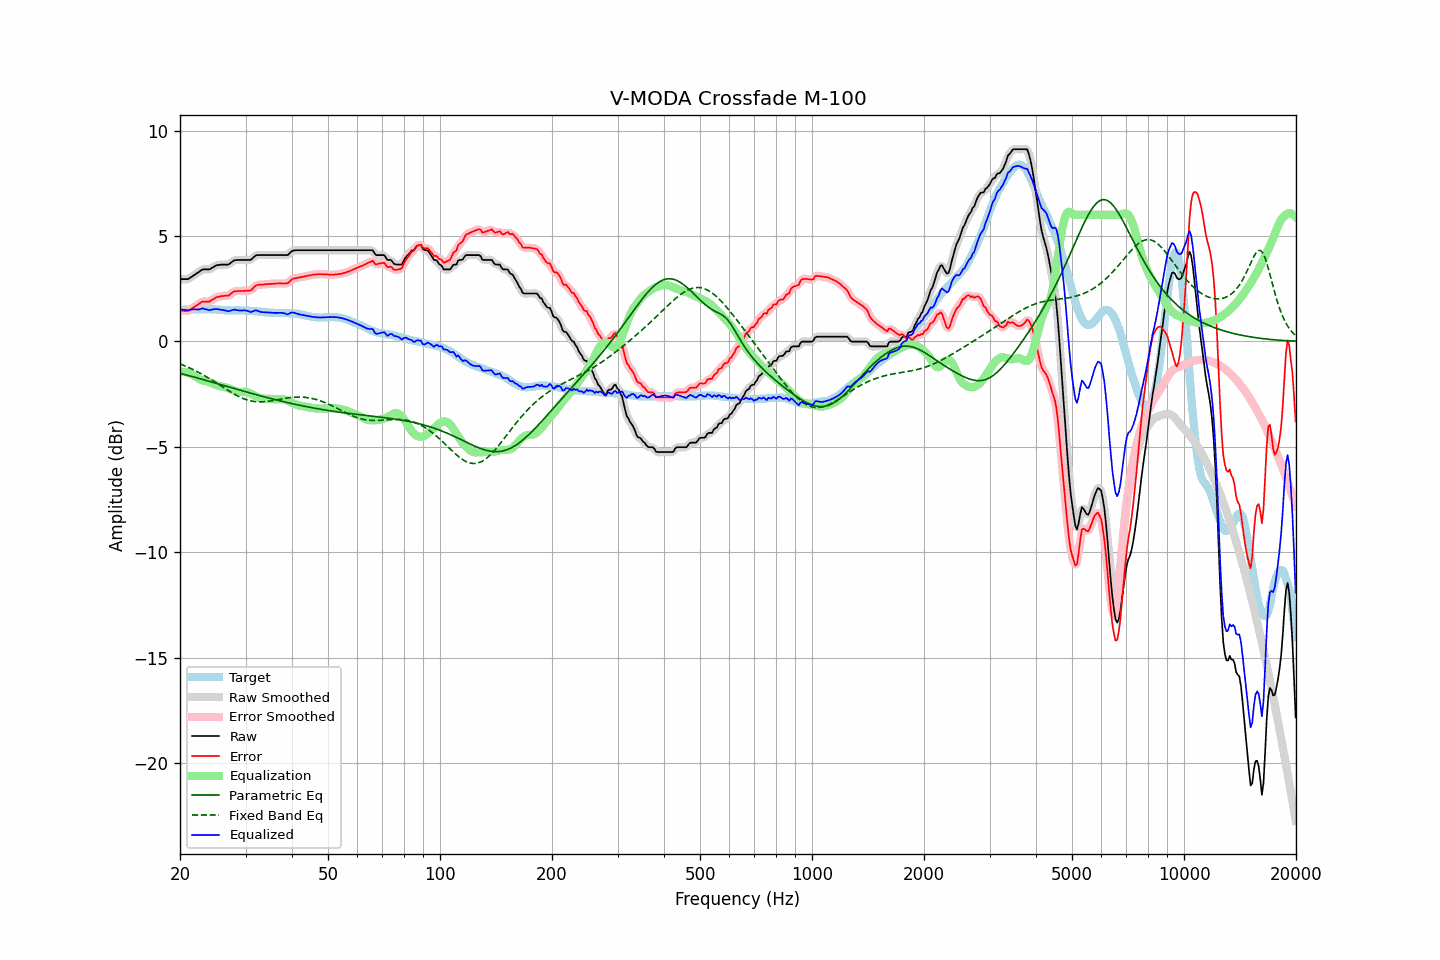 V-MODA Crossfade M-100
Amplitude (dBr)
10
5
0
−5
−10
−15
−20
Target
Raw Smoothed
Error Smoothed
Raw
Error
Equalization
Parametric Eq
Fixed Band Eq
Equalized
20
50
100
200
500
1000
2000
5000
10000
20000
Frequency (Hz)